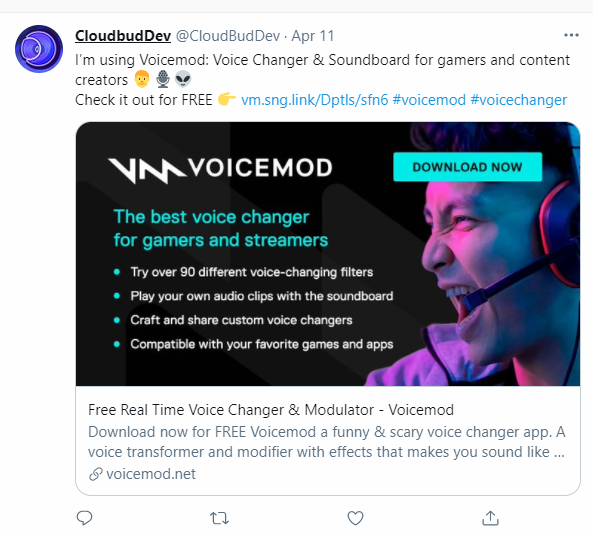 CloudbudDev @CloudBudDev · Apr 11
I'm using Voicemod: Voice Changer & Soundboard for gamers and content
creators 👨‍🦲🎙️👽
Check it out for FREE 👉 vm.sng.link/Dptls/sfn6 #voicemod #voicechanger
VM VOICEMOD
DOWNLOAD NOW
The best voice changer
for gamers and streamers
• Try over 90 different voice-changing filters
• Play your own audio clips with the soundboard
• Craft and share custom voice changers
• Compatible with your favorite games and apps
Free Real Time Voice Changer & Modulator - Voicemod
Download now for FREE Voicemod a funny & scary voice changer app. A
voice transformer and modifier with effects that makes you sound like ...
voicemod.net